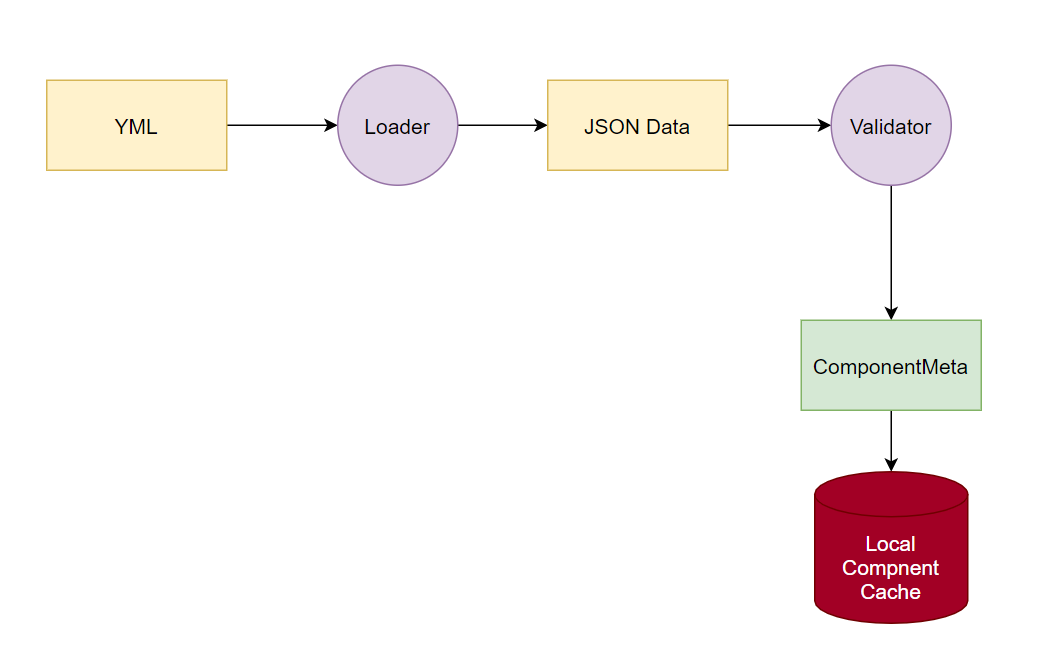 YML
Loader
JSON Data
Validator
ComponentMeta
Local
Compnent
Cache